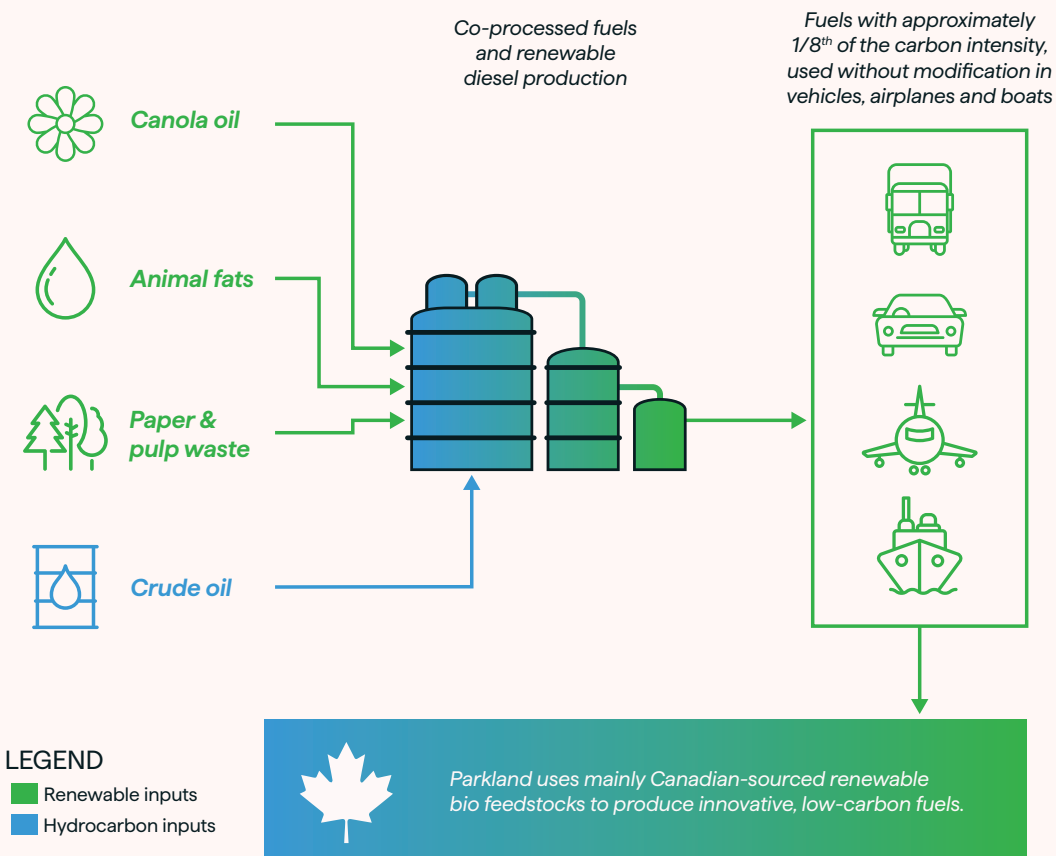 Co-processed fuels
and renewable
diesel production
Fuels with approximately
1/8th of the carbon intensity,
used without modification in
vehicles, airplanes and boats
Canola oil
Animal fats
Paper &
pulp waste
Crude oil
LEGEND
Renewable inputs
Hydrocarbon inputs
Parkland uses mainly Canadian-sourced renewable
bio feedstocks to produce innovative, low-carbon fuels.